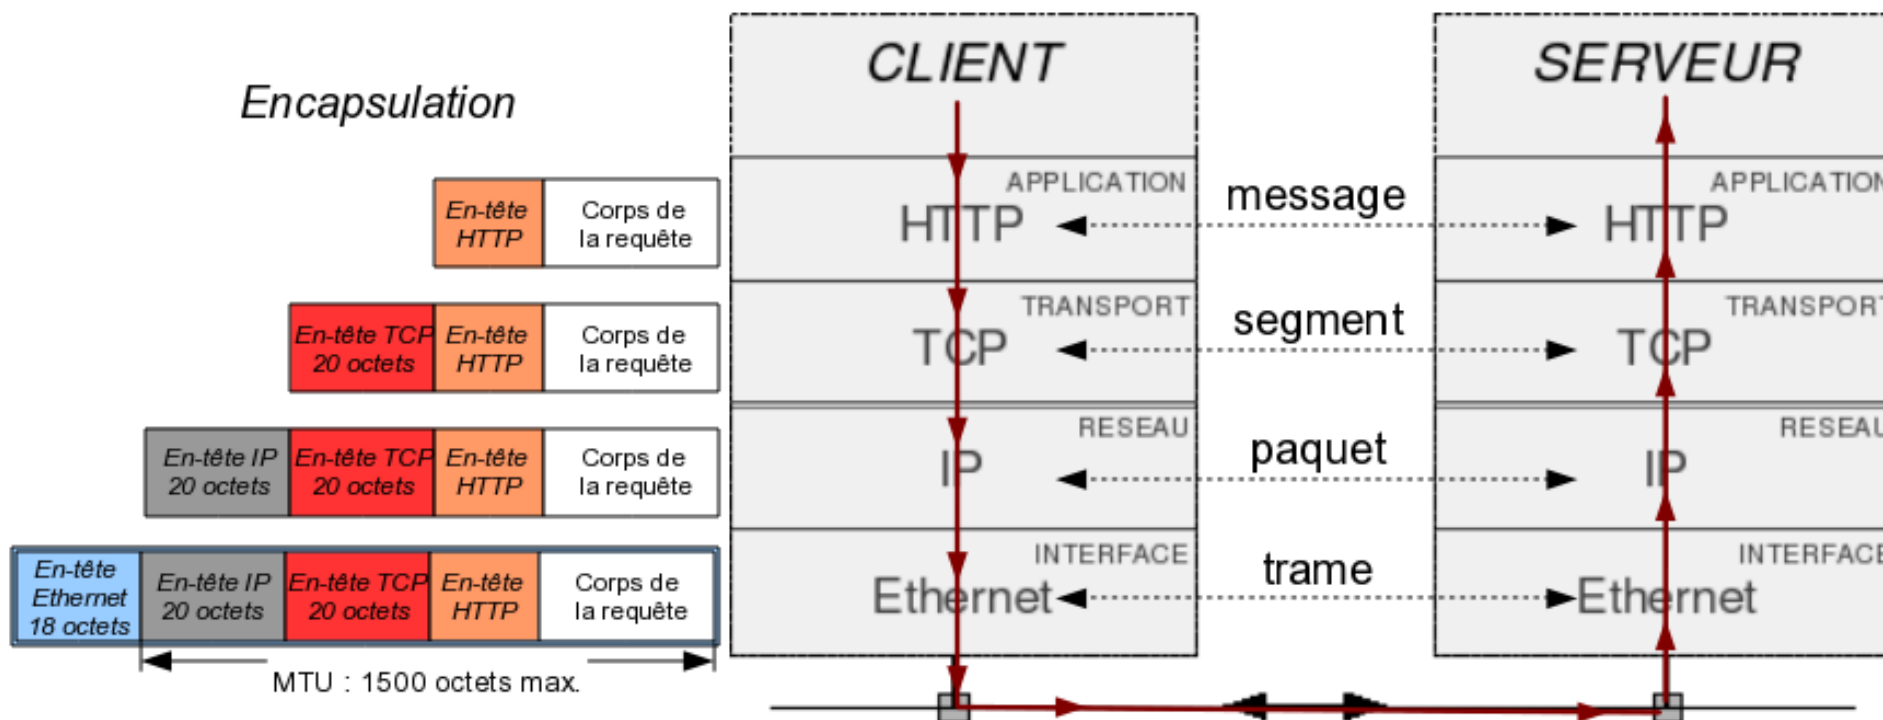 Encapsulation
CLIENT
SERVEUR
En-tête
HTTP
Corps de
la requête
APPLICATION
HTTP
message
APPLICATION
HTTP
En-tête TCP
20 octets
En-tête
HTTP
Corps de
la requête
TRANSPORT
TCP
segment
TRANSPORT
TCP
En-tête IP
20 octets
En-tête TCP
20 octets
En-tête
HTTP
Corps de
la requête
RESEAU
IP
paquet
RESEAU
IP
En-tête
Ethernet
18 octets
En-tête IP
20 octets
En-tête TCP
20 octets
En-tête
HTTP
Corps de
la requête
INTERFACE
Ethernet
trame
INTERFACE
Ethernet
MTU : 1500 octets max.